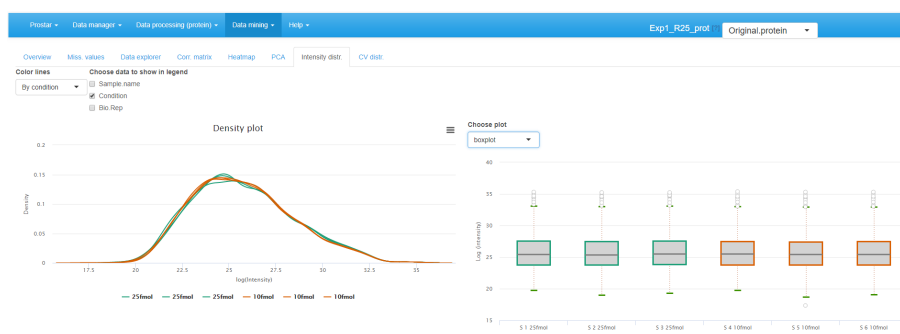 Prostar Data manager Data processing (protein) Data mining Help Exp1_R25_prot Original.protein
Overview Miss. values Data explorer Corr. matrix Heatmap PCA Intensity distr. CV distr.
Color lines Choose data to show in legend
By condition Sample.name
Condition
Bio.Rep
Density plot
0.2
0.15
0.1
0.05
0
Density
17.5 20 22.5 25 27.5 30 32.5 35
log(intensity)
25fmol 25fmol 25fmol 10fmol 10fmol 10fmol
Choose plot
boxplot
40
35
30
25
20
15
Log (intensity)
S 1 25fmol S 2 25fmol S 3 25fmol S 4 10fmol S 5 10fmol S 6 10fmol